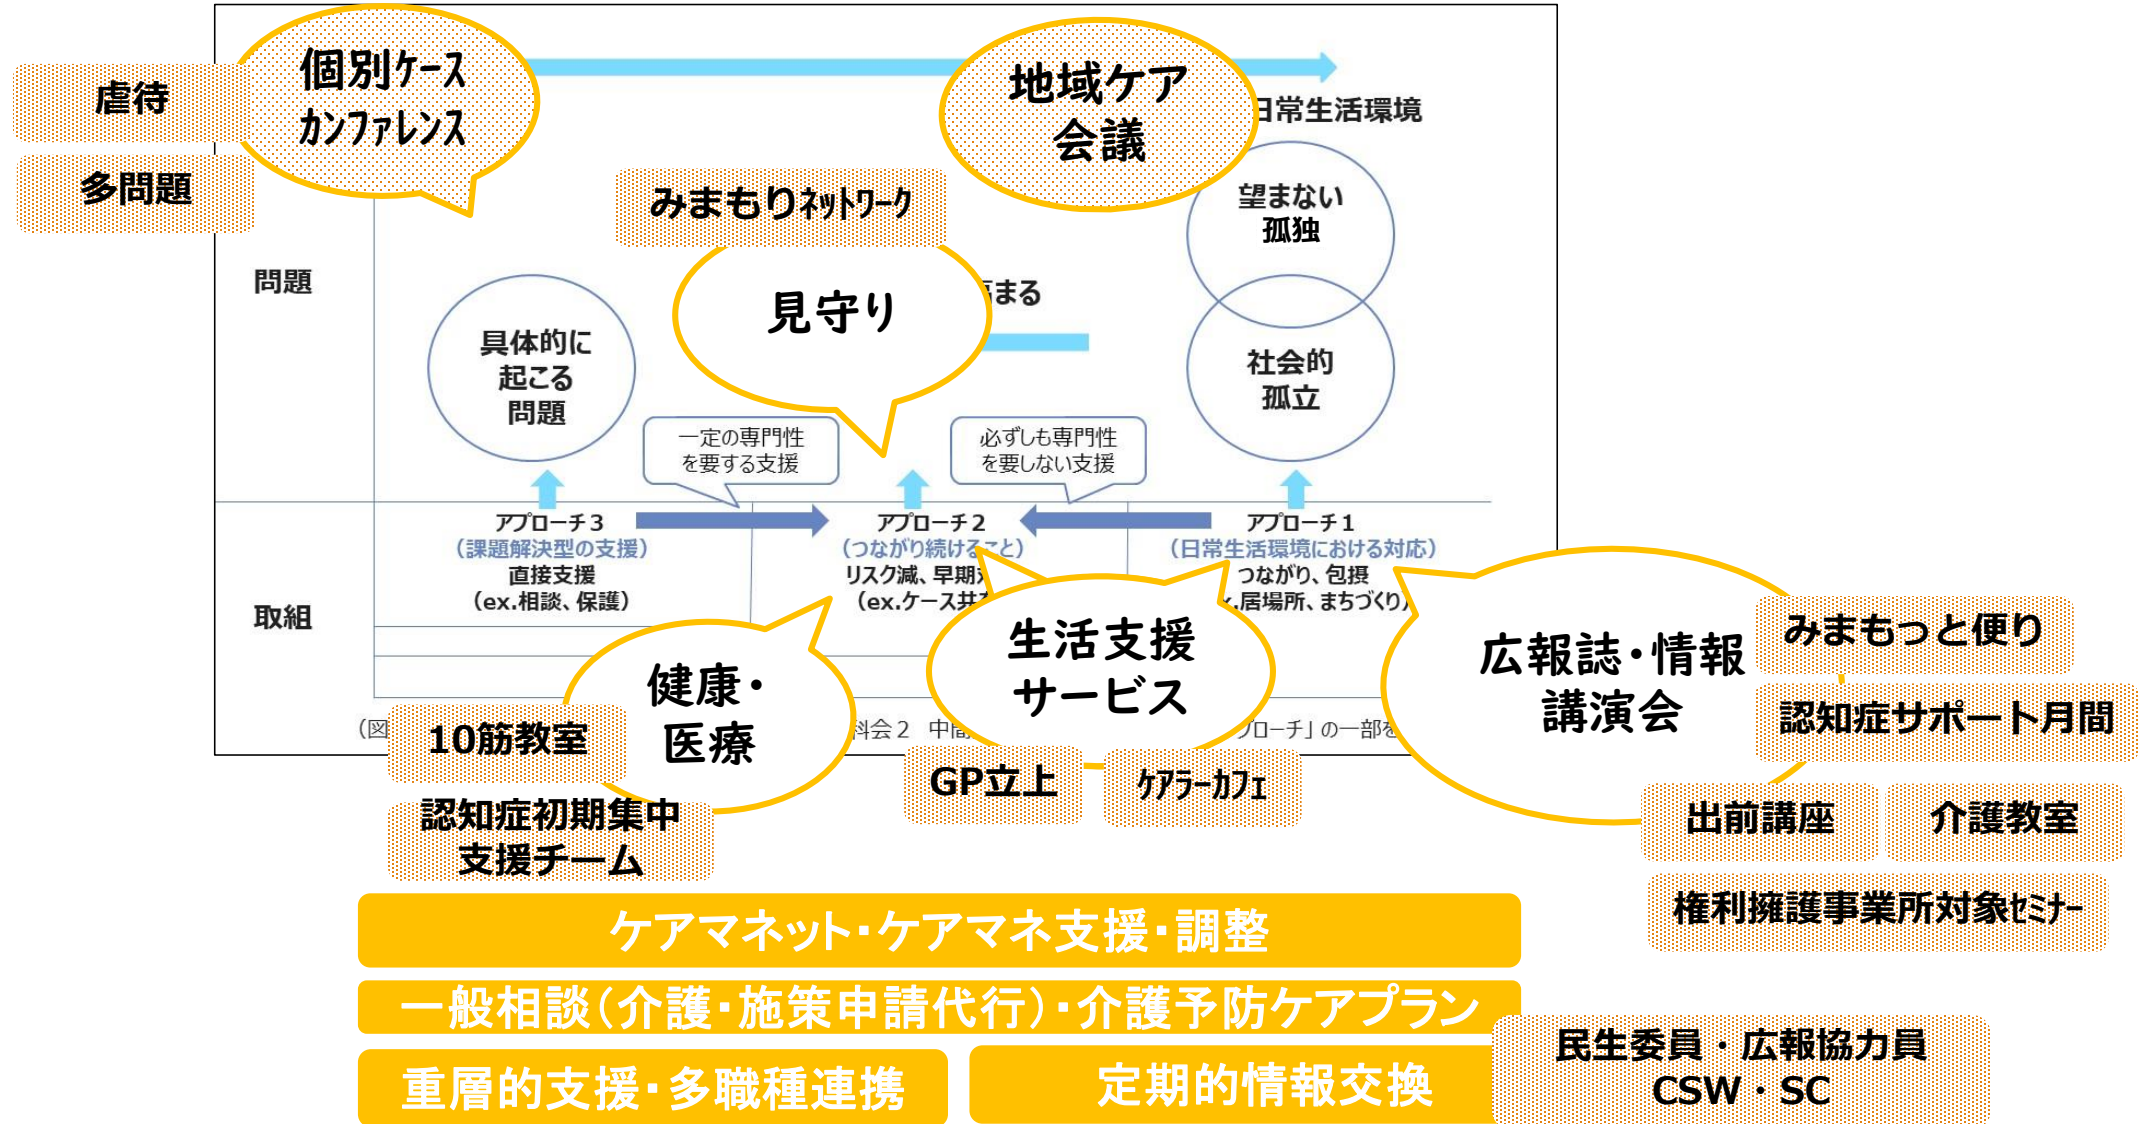 虐待
多問題
個別ケース
カンファレンス
地域ケア
会議
日常生活環境
みまもりネットワーク
望まない
孤独
見守り
まる
問題
具体的に
起こる
問題
社会的
孤立
一定の専門性
を要する支援
必ずしも専門性
を要しない支援
アプローチ3
(課題解決型の支援)
直接支援
(ex.相談、保護)
アプローチ2
(つながり続けること)
リスク減、早期
(ex.ケース共
アプローチ1
(日常生活環境における対応)
つながり、包摂
.居場所、まちづくり)
取組
健康・
医療
生活支援
サービス
広報誌・情報
講演会
みまもっと便り
認知症サポート月間
(図
科会2 中間
プローチ」の一部を
10筋教室
認知症初期集中
支援チーム
GP立上
ケアラーカフェ
出前講座
介護教室
権利擁護事業所対象セミナー
ケアマネット・ケアマネ支援・調整
一般相談(介護・施策申請代行)・介護予防ケアプラン
重層的支援・多職種連携
定期的情報交換
民生委員・広報協力員
CSW・SC